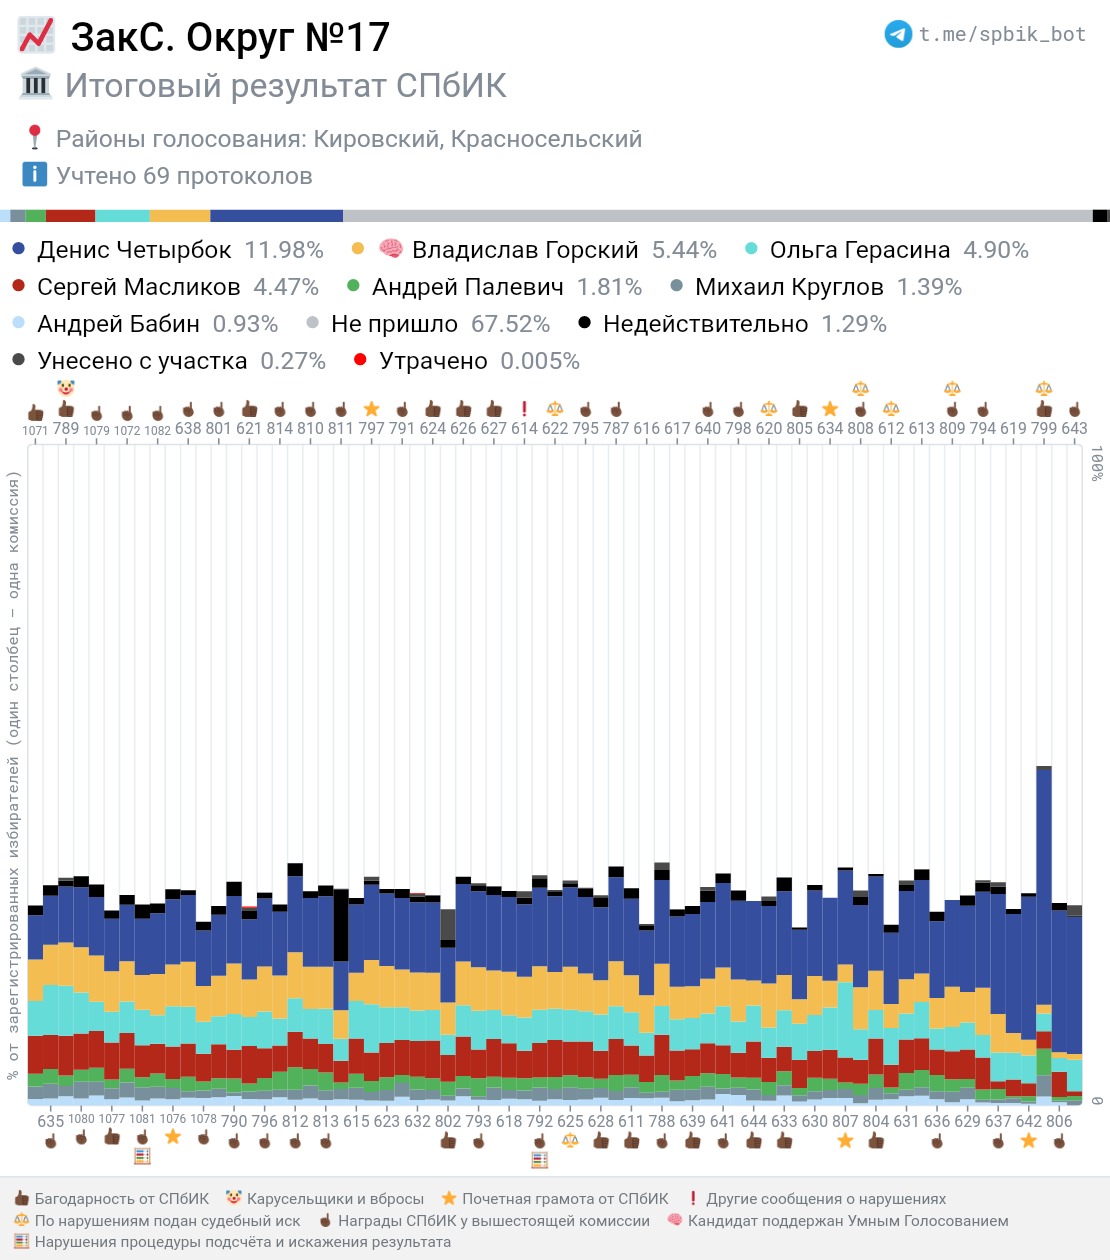 ЗакС. Округ №17
t.me/spbik_bot
Итоговый результат СПбИК
Районы голосования: Кировский, Красносельский
Учтено 69 протоколов
Денис Четырбок 11.98% Владислав Горский 5.44% Ольга Герасина 4.90%
Сергей Масликов 4.47% Андрей Палевич 1.81% Михаил Круглов 1.39%
Андрей Бабин 0.93% Не пришло 67.52% Недействительно 1.29%
Унесено с участка 0.27% Утрачено 0.005%
1071 789 1079 1072 1082 638 801 621 814 810 811 797 791 624 626 627 614 622 795 787 616 617 640 798 620 805 634 808 612 613 809 794 619 799 643
100%
% от зарегистрированных избирателей (один столбец – одна комиссия)
0
635 1080 1077 1081 1076 1078 790 796 812 813 615 623 632 802 793 618 792 625 628 611 788 639 641 644 633 630 807 804 631 636 629 637 642 806
Багодарность от СПбИК Карусельщики и вбросы Почетная грамота от СПбИК Другие сообщения о нарушениях
По нарушениям подан судебный иск Награды СПбИК у вышестоящей комиссии Кандидат поддержан Умным Голосованием
Нарушения процедуры подсчёта и искажения результата